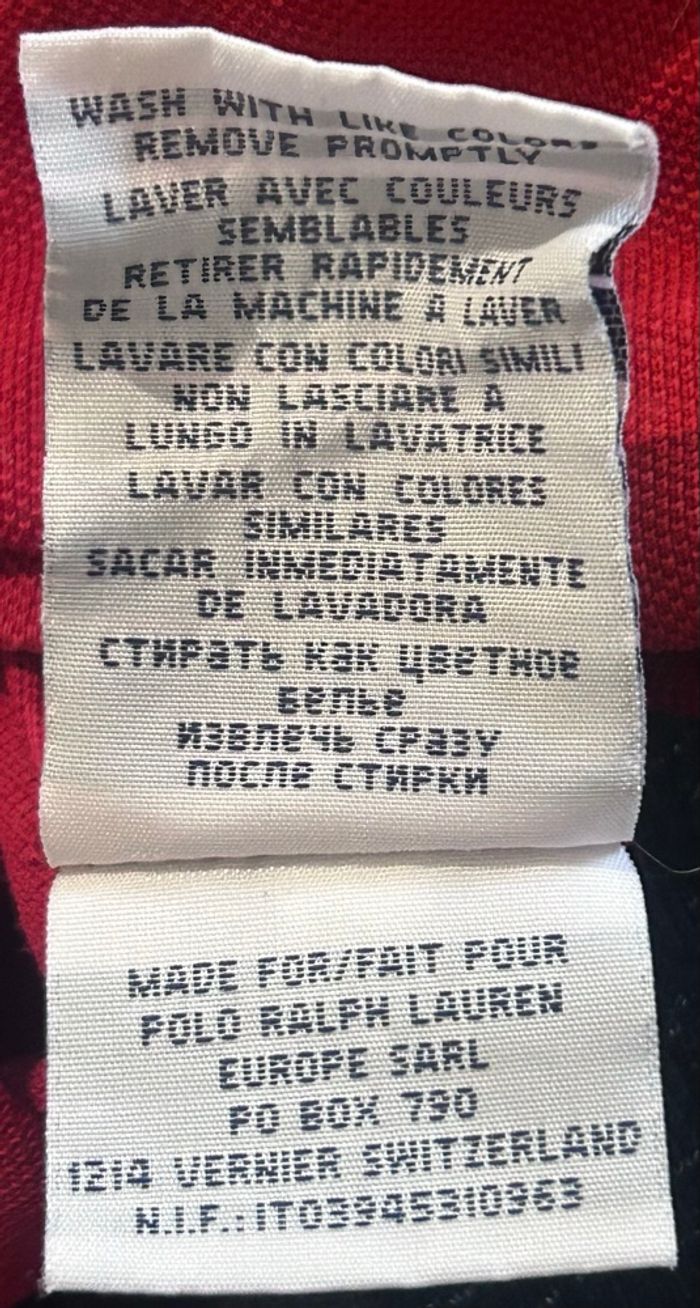 WASH WITH LIKE COLORS
REMOVE PROMPTLY
LAVER AVEC COULEURS
SEMBLABLES
RETIRER RAPIDEMENT
DE LA MACHINE A LAVER
LAVARE CON COLORI SIMILI
NON LASCIARE A
LUNGO IN LAVATRICE
LAVAR CON COLORES
SIMILARES
SACAR INMEDIATAMENTE
DE LAVADORA
СТИРАТЬ КАК ЦВЕТНОЕ
БЕЛЬЕ
ИЗВЛЕЧЬ СРАЗУ
ПОСЛЕ СТИРКИ
MADE FOR/FAIT POUR
POLO RALPH LAUREN
EUROPE SARL
PO BOX 790
1214 VERNIER SWITZERLAND
N.I.F.:IT03945310963